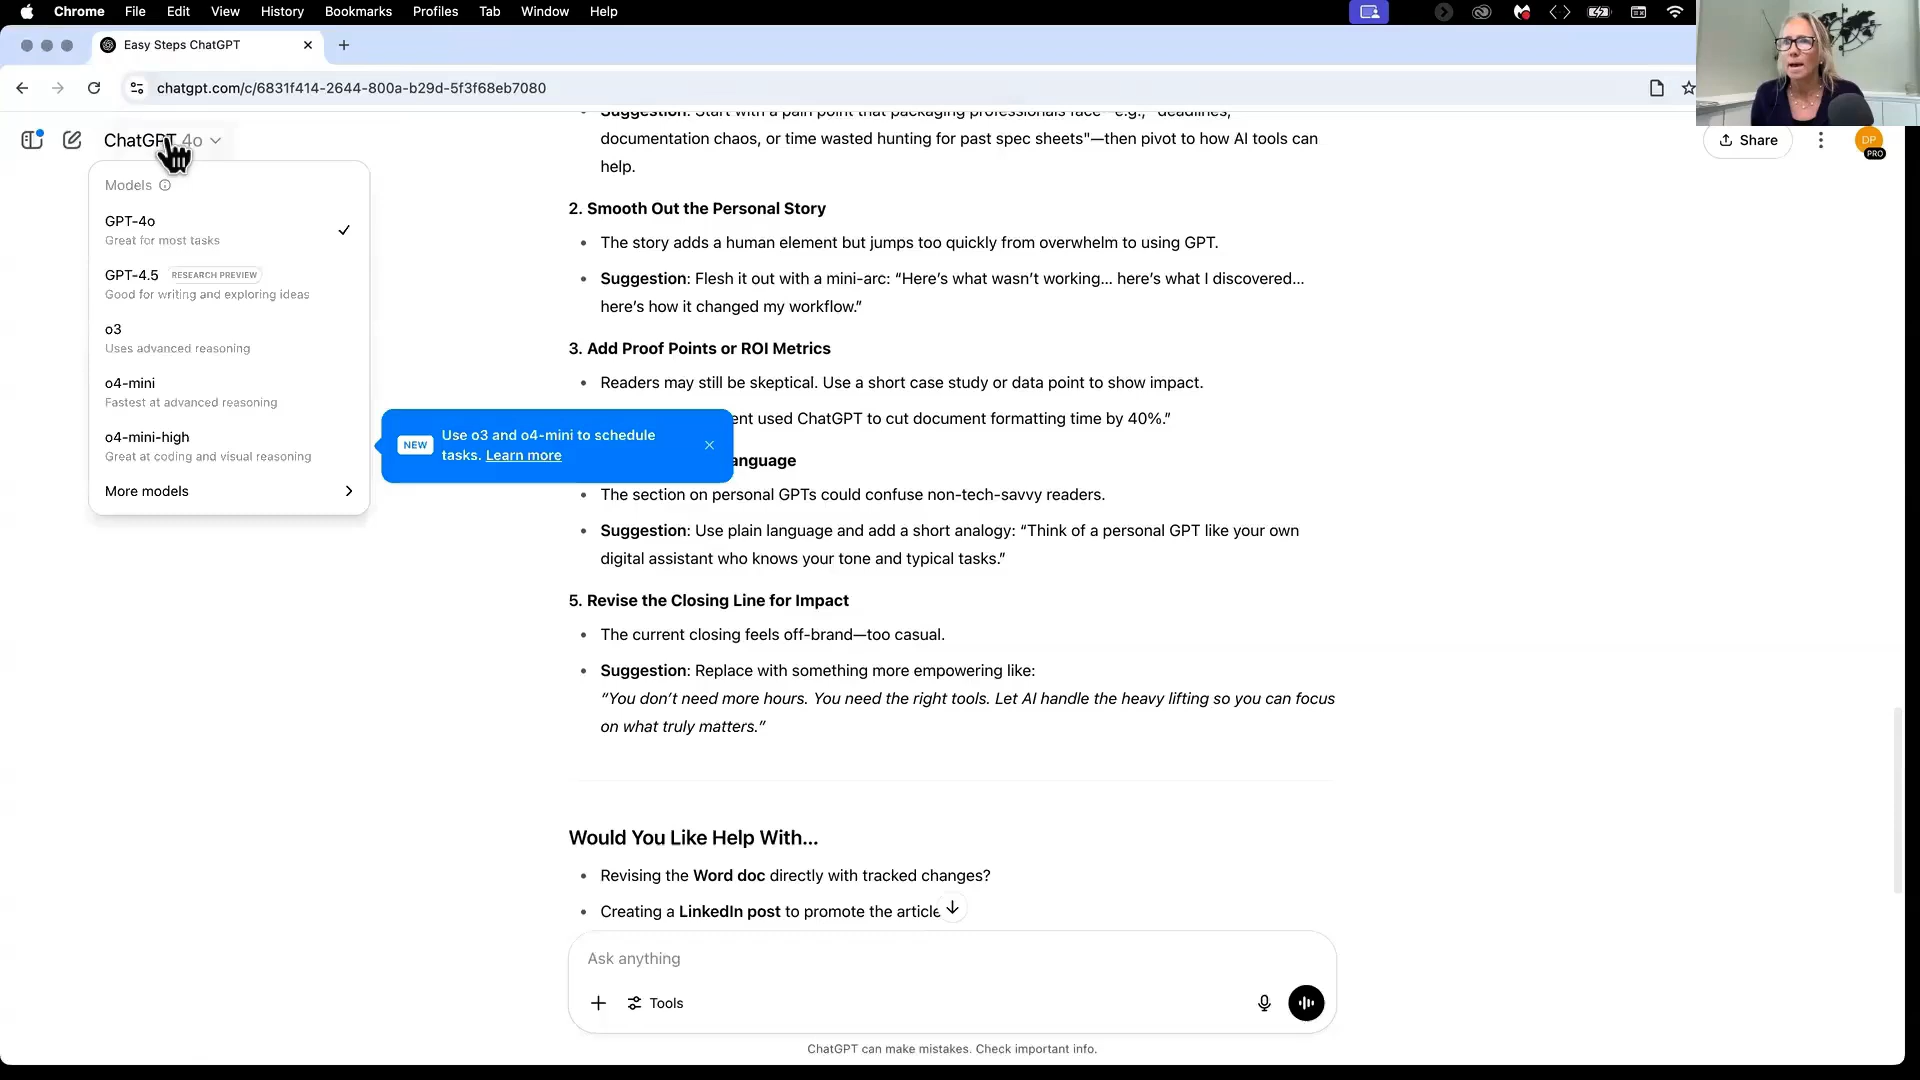 Chrome File Edit View History Bookmarks Profiles Tab Window Help
Easy Steps ChatGPT
chatgpt.com/c/6831f414-2644-800a-b29d-5f3f68eb7080
ChatGPT 4o
Share
DP
PRO
Models
GPT-4o
Great for most tasks
GPT-4.5 RESEARCH PREVIEW
Good for writing and exploring ideas
o3
Uses advanced reasoning
o4-mini
Fastest at advanced reasoning
o4-mini-high
Great at coding and visual reasoning
More models
NEW
Use o3 and o4-mini to schedule
tasks. Learn more
Suggestion: Start with a pain point that packaging professionals face—e.g., "deadlines,
documentation chaos, or time wasted hunting for past spec sheets"—then pivot to how AI tools can
help.
2. Smooth Out the Personal Story
• The story adds a human element but jumps too quickly from overwhelm to using GPT.
• Suggestion: Flesh it out with a mini-arc: “Here’s what wasn’t working... here’s what I discovered...
here’s how it changed my workflow.”
3. Add Proof Points or ROI Metrics
• Readers may still be skeptical. Use a short case study or data point to show impact.
used ChatGPT to cut document formatting time by 40%.”
anguage
• The section on personal GPTs could confuse non-tech-savvy readers.
• Suggestion: Use plain language and add a short analogy: “Think of a personal GPT like your own
digital assistant who knows your tone and typical tasks.”
5. Revise the Closing Line for Impact
• The current closing feels off-brand—too casual.
• Suggestion: Replace with something more empowering like:
“You don’t need more hours. You need the right tools. Let AI handle the heavy lifting so you can focus
on what truly matters.”
Would You Like Help With...
• Revising the Word doc directly with tracked changes?
• Creating a LinkedIn post to promote the article
Ask anything
Tools
ChatGPT can make mistakes. Check important info.